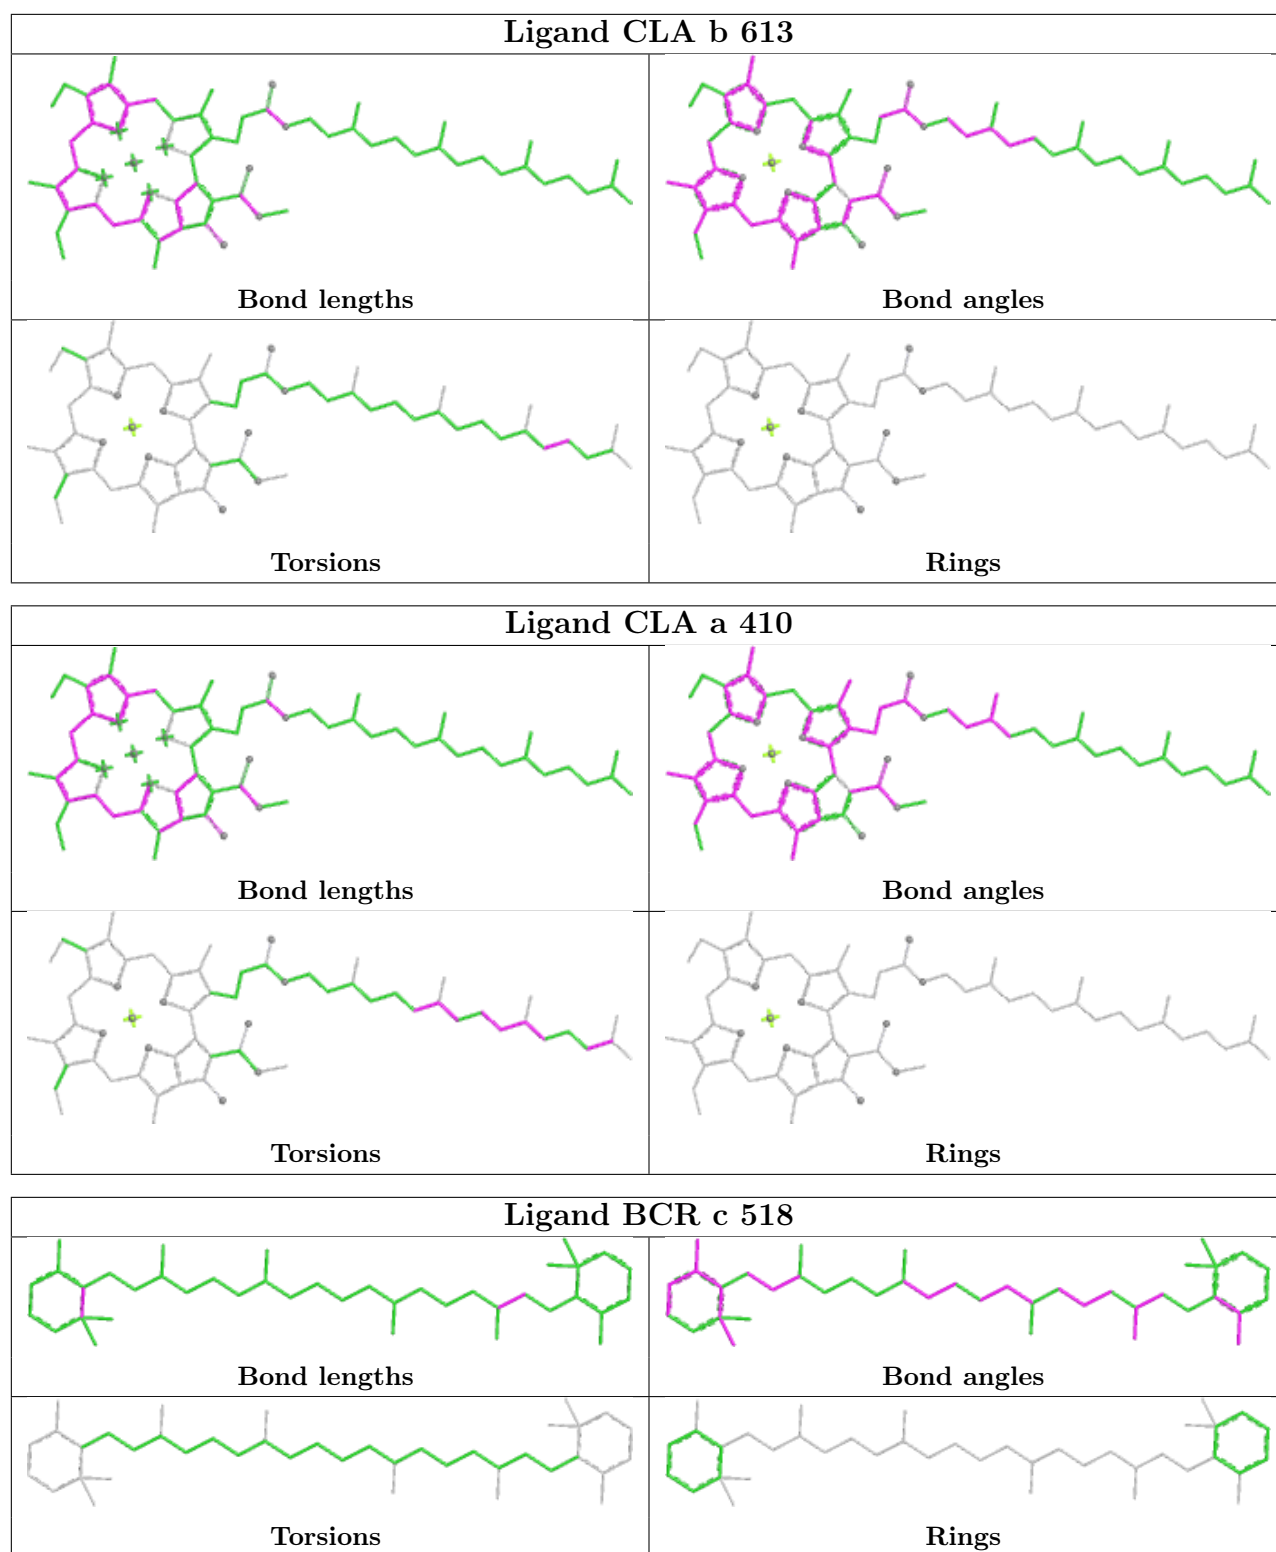 Ligand CLA b 613
Bond lengths
Bond angles
Torsions
Rings
Ligand CLA a 410
Bond lengths
Bond angles
Torsions
Rings
Ligand BCR c 518
Bond lengths
Bond angles
Torsions
Rings